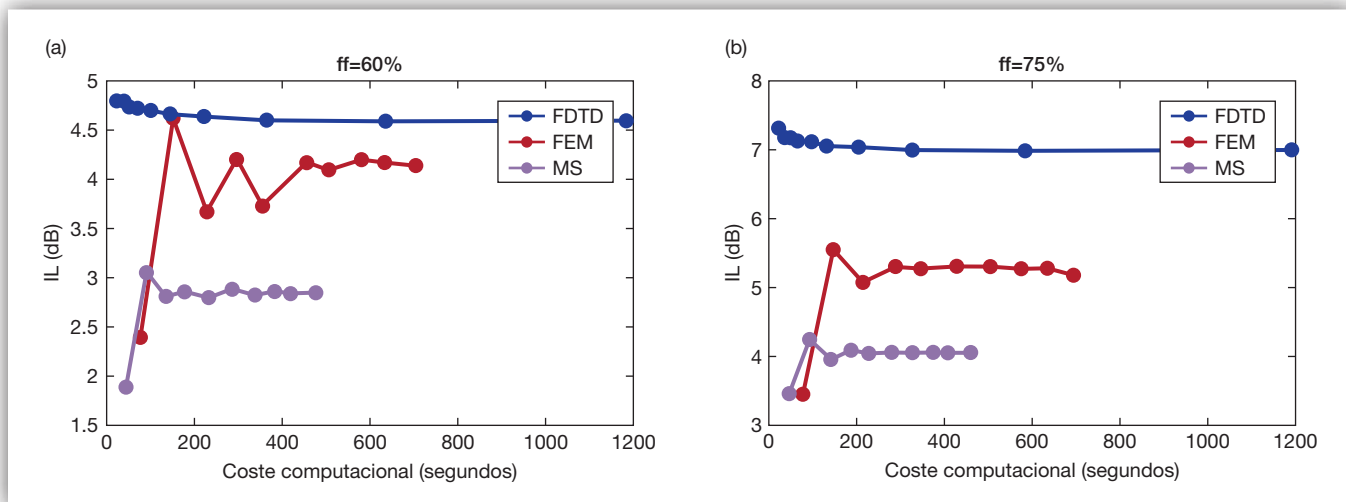 (a)
ff=60%
5
4.5
4
3.5
3
2.5
2
1.5
IL (dB)
0
200
400
600
800
1000
1200
Coste computacional (segundos)
FDTD
FEM
MS
(b)
ff=75%
8
7
6
5
4
3
IL (dB)
0
200
400
600
800
1000
1200
Coste computacional (segundos)
FDTD
FEM
MS